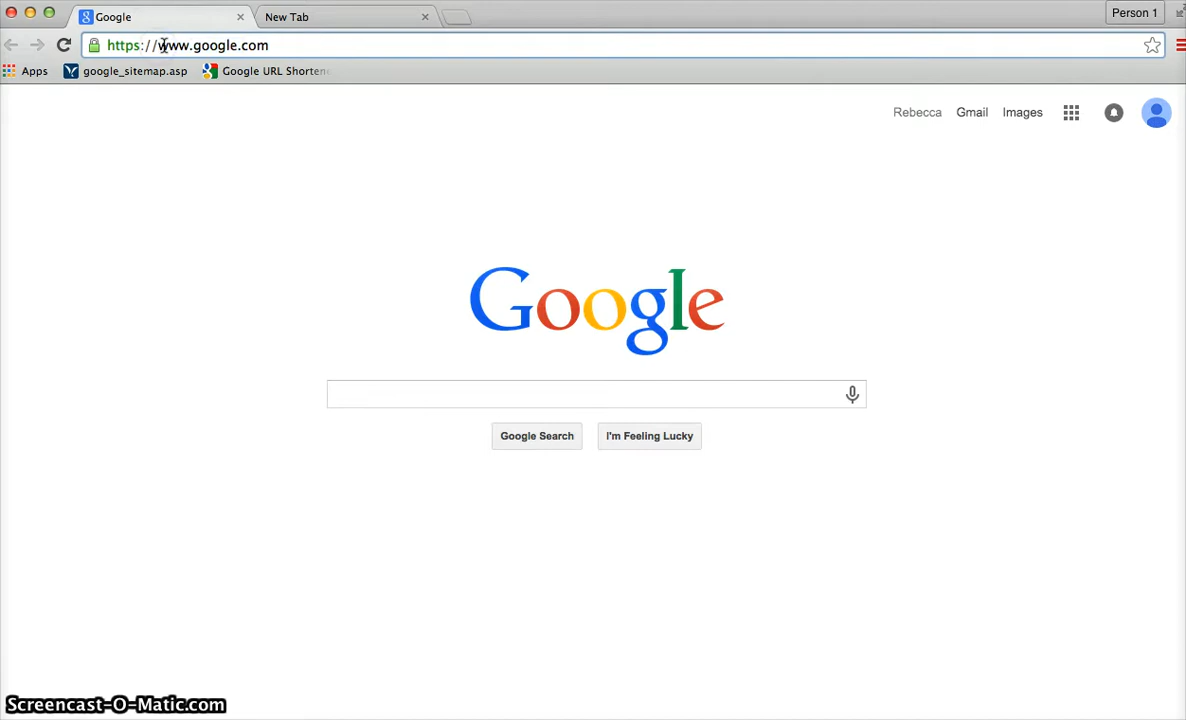 Google
New Tab
Person 1
https://www.google.com
Apps
google_sitemap.asp
Google URL Shorten
Rebecca
Gmail
Images
Google
Google Search
I'm Feeling Lucky
Screencast-O-Matic.com